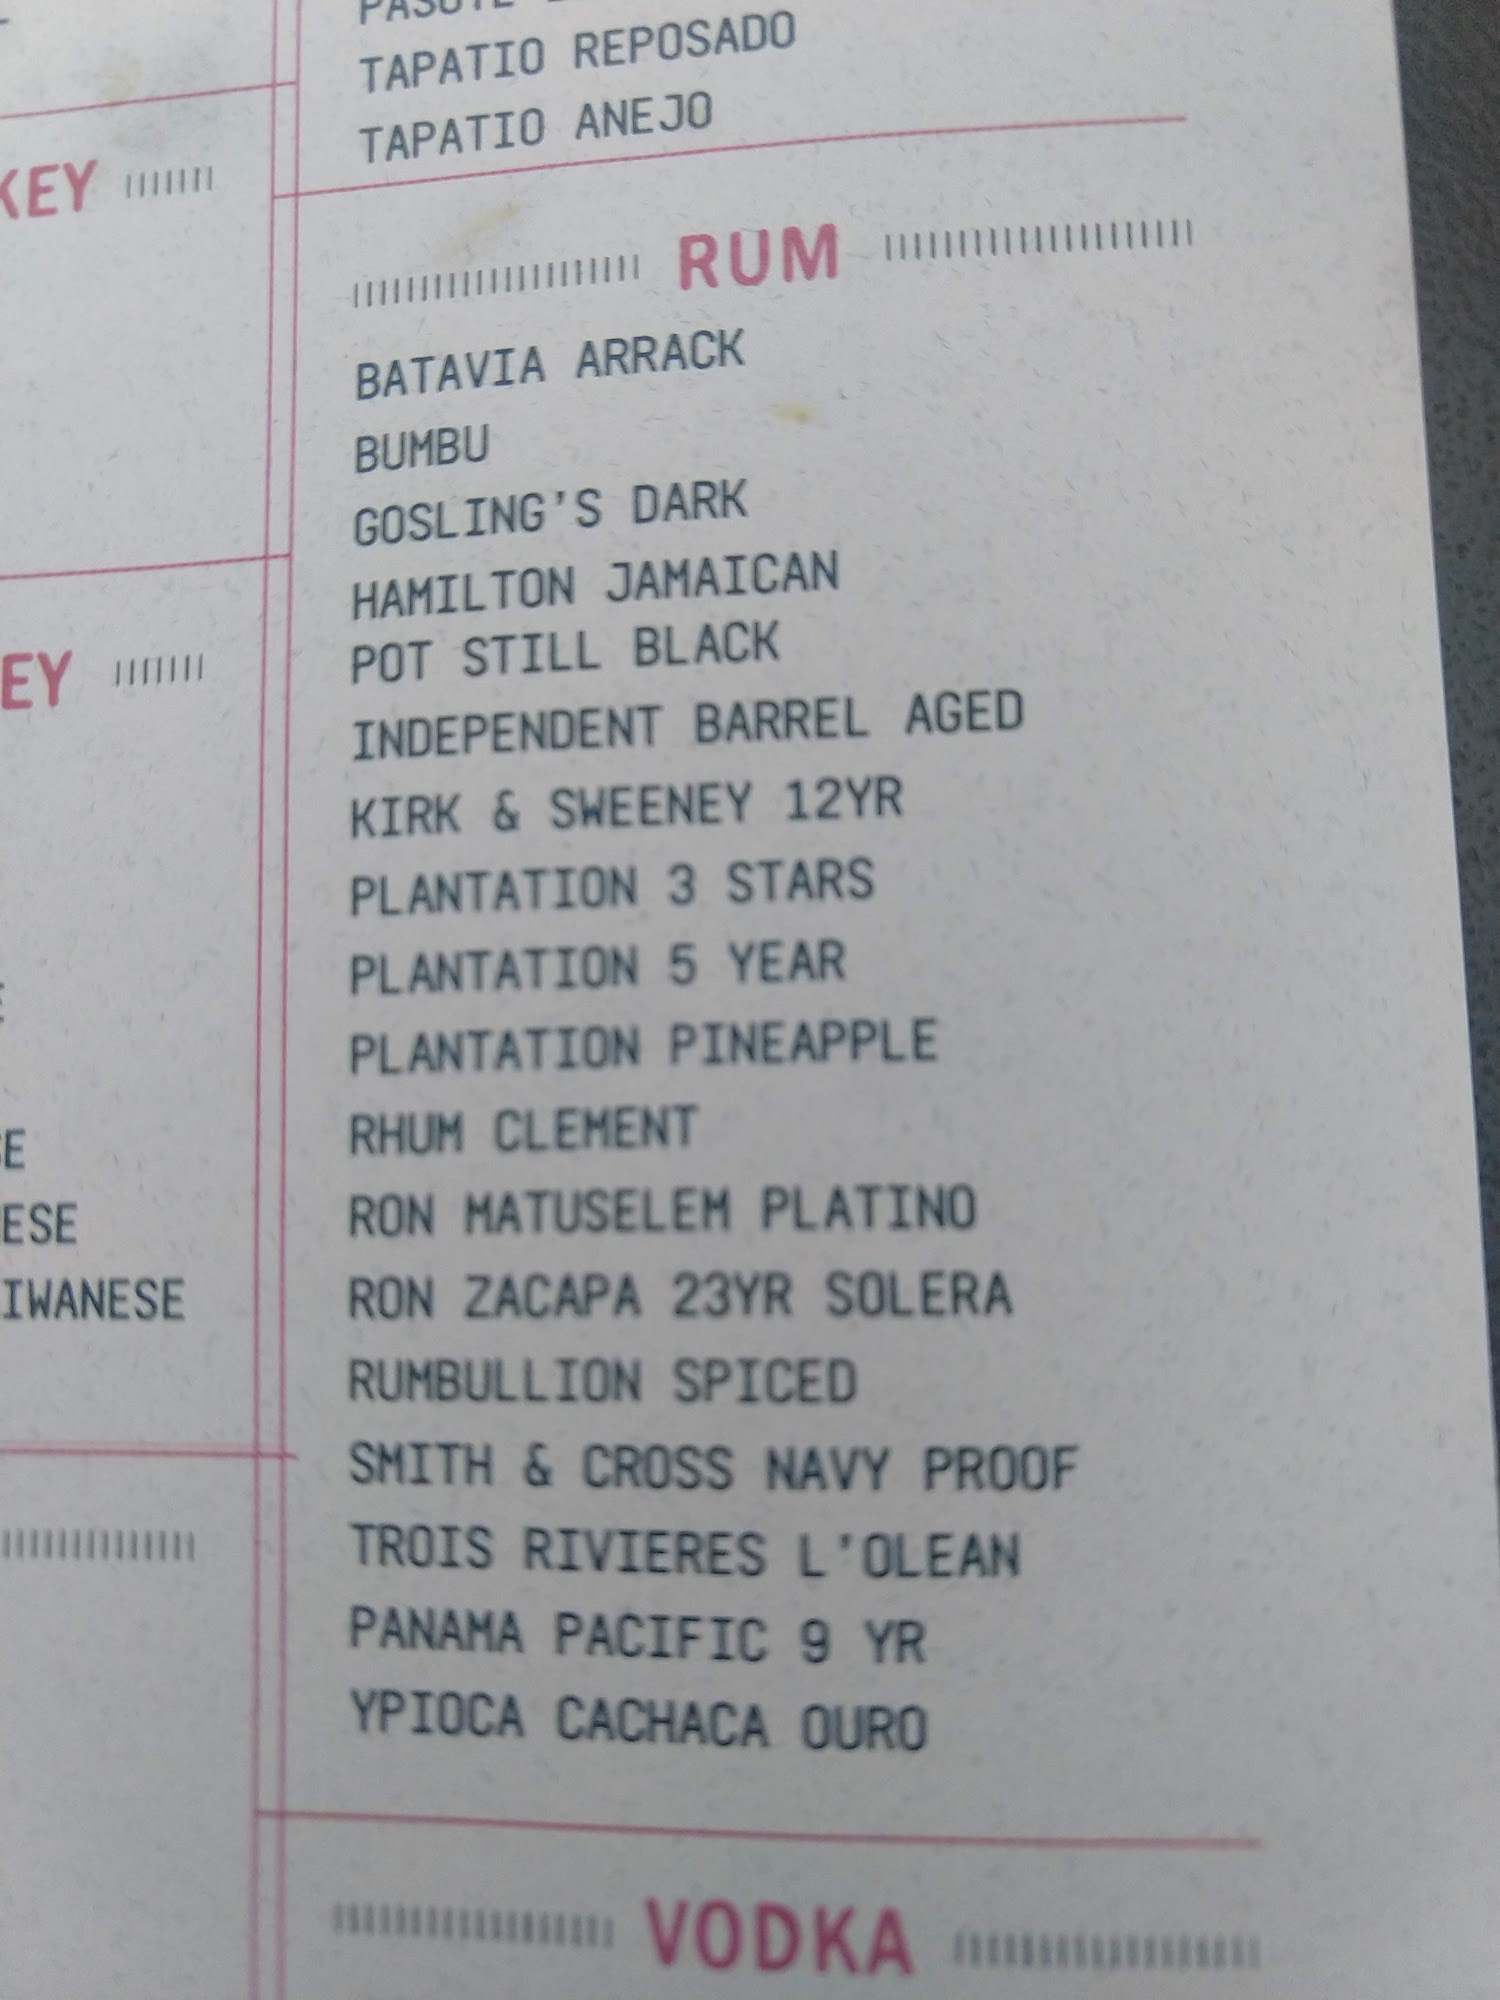 TAPATIO REPOSADO
TAPATIO ANEJO
KEY
RUM
BATAVIA ARRACK
BUMBU
GOSLING'S DARK
HAMILTON JAMAICAN
POT STILL BLACK
INDEPENDENT BARREL AGED
KIRK & SWEENEY 12YR
PLANTATION 3 STARS
PLANTATION 5 YEAR
PLANTATION PINEAPPLE
RHUM CLEMENT
RON MATUSELEM PLATINO
RON ZACAPA 23YR SOLERA
RUMBULLION SPICED
SMITH & CROSS NAVY PROOF
TROIS RIVIERES L'OLEAN
PANAMA PACIFIC 9 YR
YPIOCA CACHACA OURO
VODKA
EY
E
ESE
IWANESE